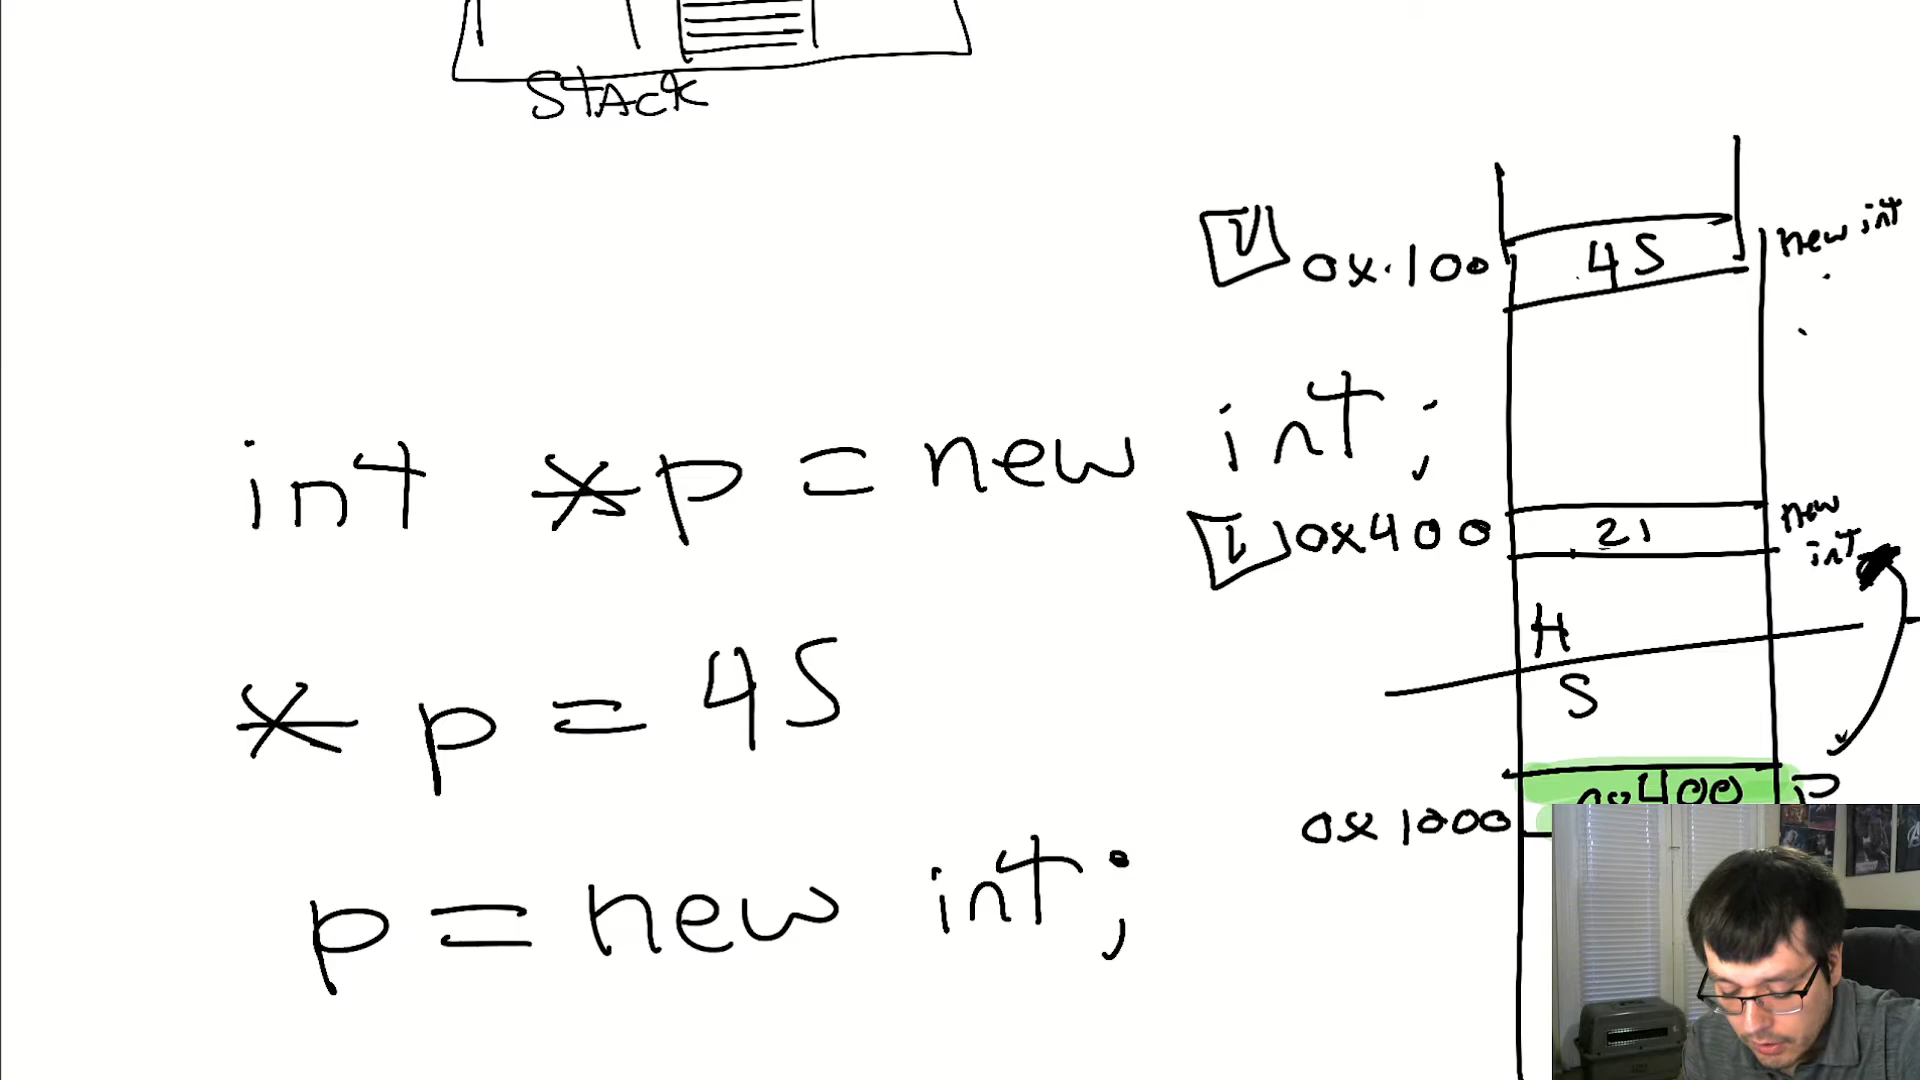 STACK
0x100 45 new int
int *p = new int;
0x400 21 new int
H
* p = 45
S
0x400 P
0x1000
p = new int;